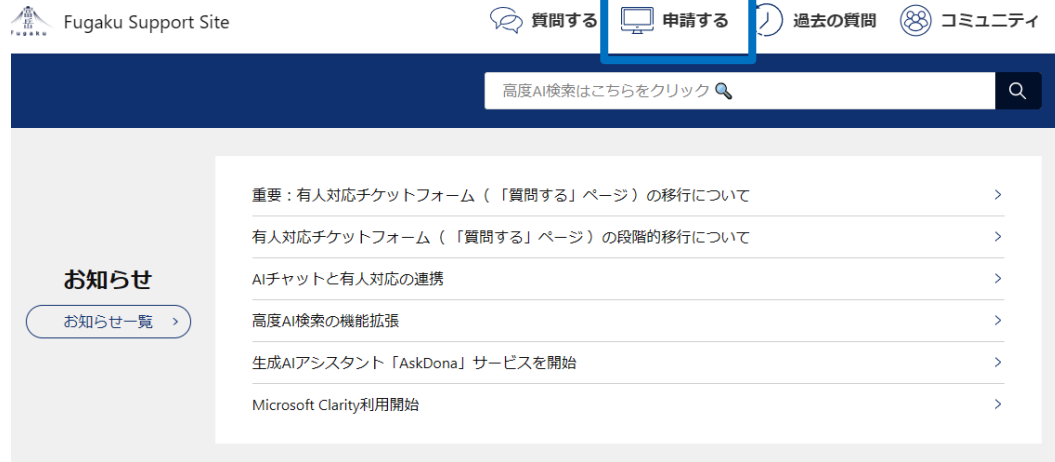 富岳
Fugaku
Fugaku Support Site
質問する
申請する
過去の質問
コミュニティ
高度AI検索はこちらをクリック
重要：有人対応チケットフォーム（ 「質問する」ページ ）の移行について
有人対応チケットフォーム（ 「質問する」ページ ）の段階的移行について
お知らせ
お知らせ一覧
AIチャットと有人対応の連携
高度AI検索の機能拡張
生成AIアシスタント「AskDona」サービスを開始
Microsoft Clarity利用開始